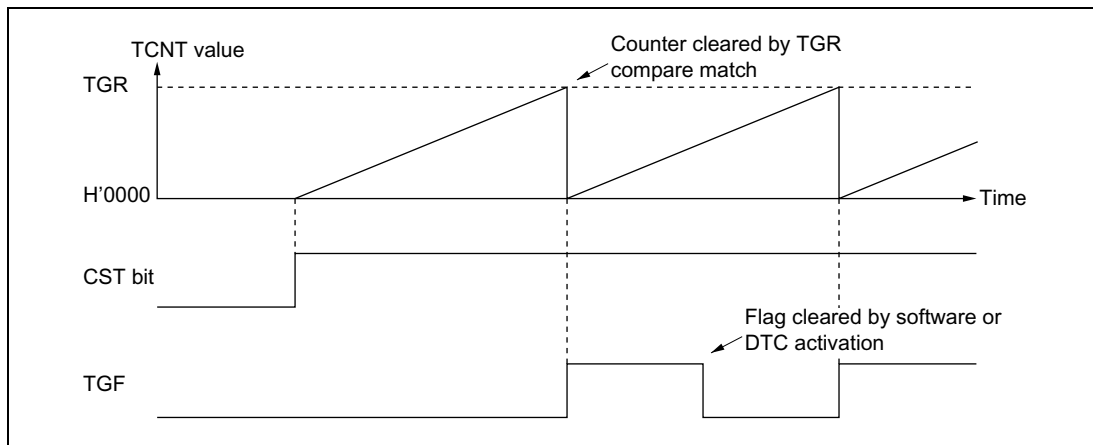 TCNT value
Counter cleared by TGR
compare match
TGR
H'0000
Time
CST bit
Flag cleared by software or
DTC activation
TGF